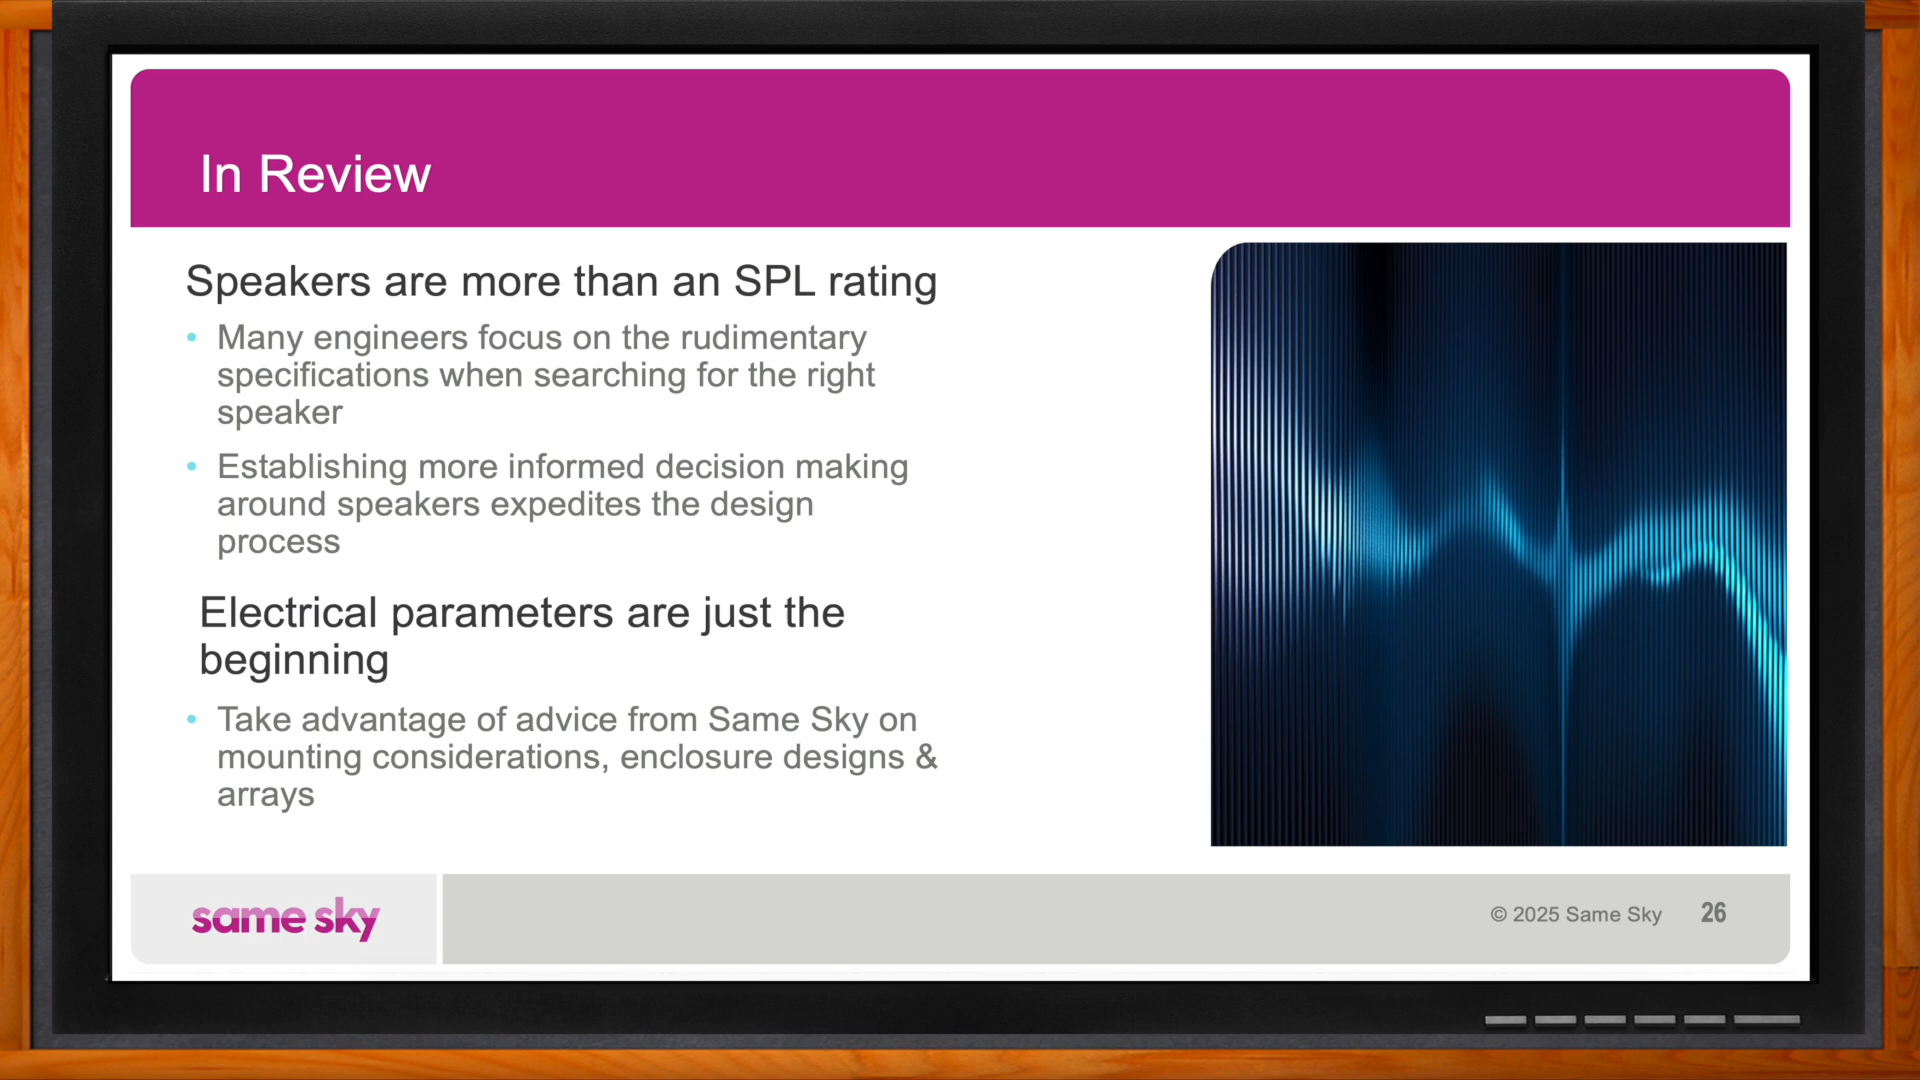 In Review
Speakers are more than an SPL rating
• Many engineers focus on the rudimentary
specifications when searching for the right
speaker
• Establishing more informed decision making
around speakers expedites the design
process
Electrical parameters are just the
beginning
• Take advantage of advice from Same Sky on
mounting considerations, enclosure designs &
arrays
same sky
© 2025 Same Sky 26